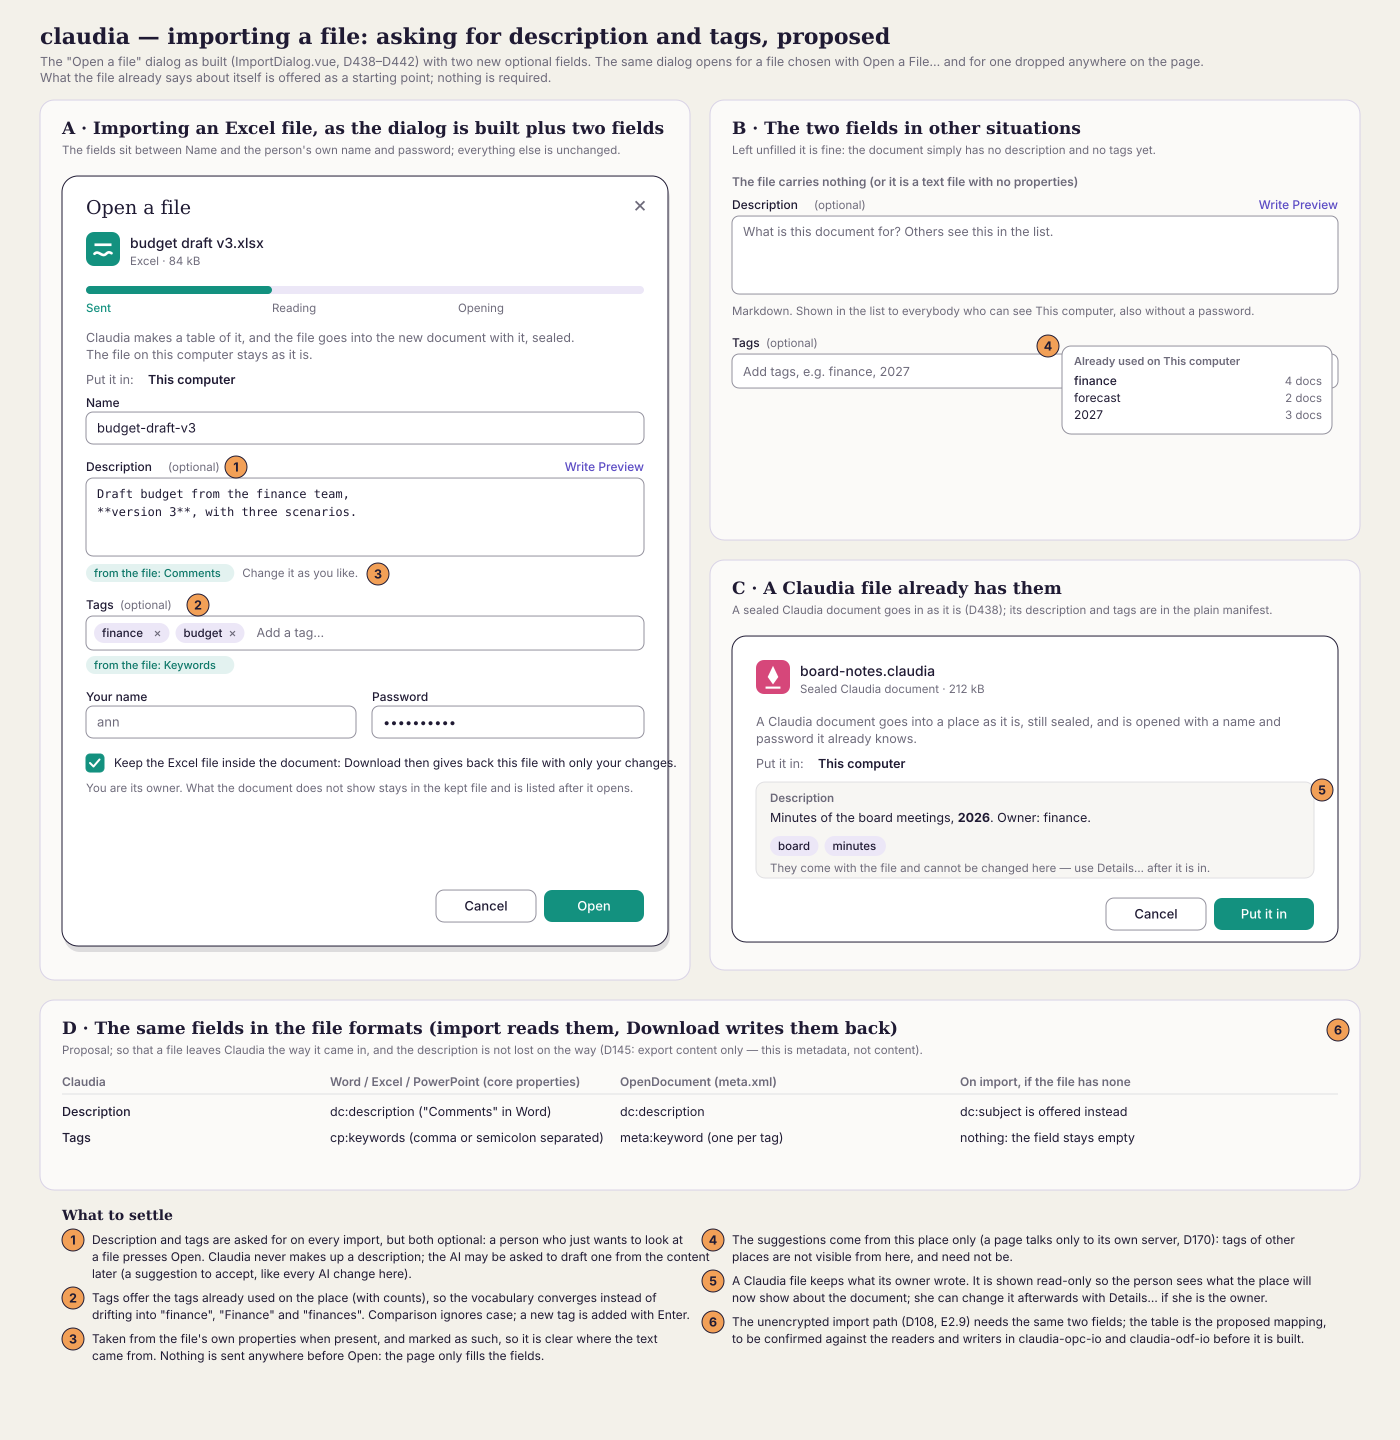 claudia — importing a file: asking for description and tags, proposed
The "Open a file" dialog as built (ImportDialog.vue, D438–D442) with two new optional fields. The same dialog opens for a file chosen with Open a File... and for one dropped anywhere on the page.
What the file already says about itself is offered as a starting point; nothing is required.
A · Importing an Excel file, as the dialog is built plus two fields
The fields sit between Name and the person's own name and password; everything else is unchanged.
Open a file
×
budget draft v3.xlsx
Excel · 84 kB
Sent Reading Opening
Claudia makes a table of it, and the file goes into the new document with it, sealed.
The file on this computer stays as it is.
Put it in: This computer
Name
budget-draft-v3
Description (optional) 1 Write Preview
Draft budget from the finance team,
**version 3**, with three scenarios.
from the file: Comments Change it as you like. 3
Tags (optional) 2
finance × budget × Add a tag...
from the file: Keywords
Your name Password
ann ••••••••••
Keep the Excel file inside the document: Download then gives back this file with only your changes.
You are its owner. What the document does not show stays in the kept file and is listed after it opens.
Cancel Open
B · The two fields in other situations
Left unfilled it is fine: the document simply has no description and no tags yet.
The file carries nothing (or it is a text file with no properties)
Description (optional) Write Preview
What is this document for? Others see this in the list.
Markdown. Shown in the list to everybody who can see This computer, also without a password.
Tags (optional) 4
Add tags, e.g. finance, 2027
Already used on This computer
finance 4 docs
forecast 2 docs
2027 3 docs
C · A Claudia file already has them
A sealed Claudia document goes in as it is (D438); its description and tags are in the plain manifest.
board-notes.claudia
Sealed Claudia document · 212 kB
A Claudia document goes into a place as it is, still sealed, and is opened with a name and
password it already knows.
Put it in: This computer
5
Description
Minutes of the board meetings, 2026. Owner: finance.
board minutes
They come with the file and cannot be changed here — use Details... after it is in.
Cancel Put it in
D · The same fields in the file formats (import reads them, Download writes them back) 6
Proposal; so that a file leaves Claudia the way it came in, and the description is not lost on the way (D145: export content only — this is metadata, not content).
Claudia Word / Excel / PowerPoint (core properties) OpenDocument (meta.xml) On import, if the file has none
Description dc:description ("Comments" in Word) dc:description dc:subject is offered instead
Tags cp:keywords (comma or semicolon separated) meta:keyword (one per tag) nothing: the field stays empty
What to settle
1 Description and tags are asked for on every import, but both optional: a person who just wants to look at
a file presses Open. Claudia never makes up a description; the AI may be asked to draft one from the content
later (a suggestion to accept, like every AI change here).
2 Tags offer the tags already used on the place (with counts), so the vocabulary converges instead of
drifting into "finance", "Finance" and "finances". Comparison ignores case; a new tag is added with Enter.
3 Taken from the file's own properties when present, and marked as such, so it is clear where the text
came from. Nothing is sent anywhere before Open: the page only fills the fields.
4 The suggestions come from this place only (a page talks only to its own server, D170): tags of other
places are not visible from here, and need not be.
5 A Claudia file keeps what its owner wrote. It is shown read-only so the person sees what the place will
now show about the document; she can change it afterwards with Details... if she is the owner.
6 The unencrypted import path (D108, E2.9) needs the same two fields; the table is the proposed mapping,
to be confirmed against the readers and writers in claudia-opc-io and claudia-odf-io before it is built.